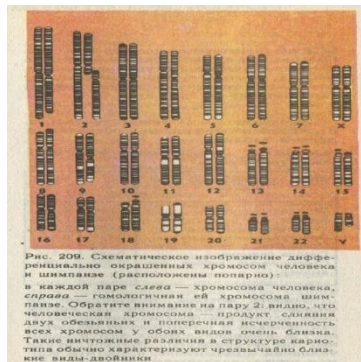 1 2 3 4 5 6 7 X
8 9 10 11 12 13 14 15
16 17 18 19 20 21 22 V
Рис. 209. Схематическое изображение диффе-
ренциально окрашенных хромосом человека
и шимпанзе (расположены попарно):
в каждой паре слева — хромосома человека,
справа — гомологичная ей хромосома шим-
панзе. Обратите внимание на пару 2: видно, что
человеческая хромосома — продукт слияния
двух обезьяньих и поперечная исчерченность
всех хромосом у обоих видов очень близка.
Такие ничтожные различия в структуре карио-
типа обычно характеризуют чрезвычайно близ-
кие виды-двойники